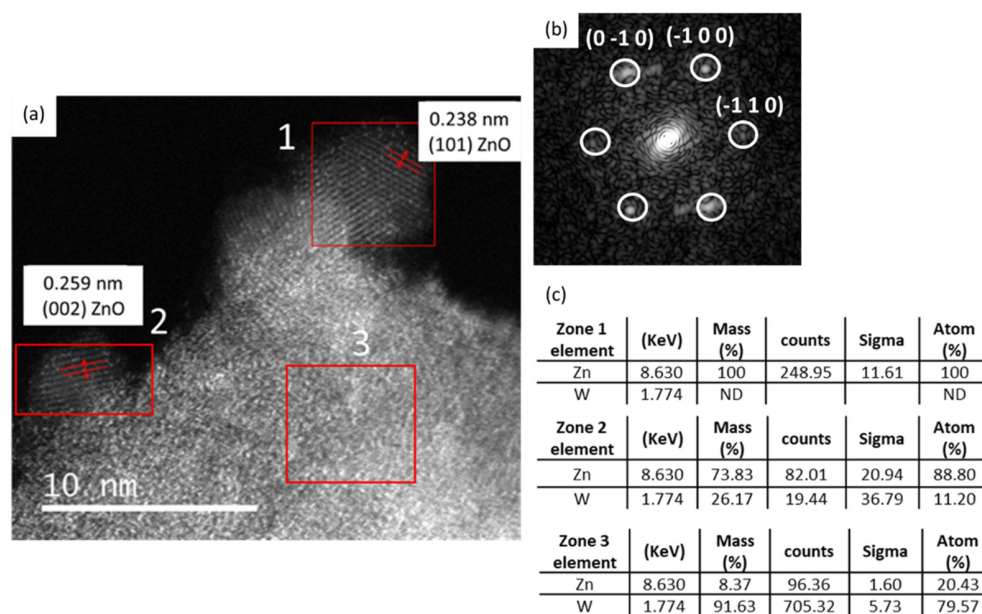 (a)
1
0.238 nm
(101) ZnO
0.259 nm
(002) ZnO
2
3
10 nm
(b)
(0 -1 0)
(-1 0 0)
(-1 1 0)
(c)
Zone 1 element (KeV) Mass (%) counts Sigma Atom (%)
Zn 8.630 100 248.95 11.61 100
W 1.774 ND ND
Zone 2 element (KeV) Mass (%) counts Sigma Atom (%)
Zn 8.630 73.83 82.01 20.94 88.80
W 1.774 26.17 19.44 36.79 11.20
Zone 3 element (KeV) Mass (%) counts Sigma Atom (%)
Zn 8.630 8.37 96.36 1.60 20.43
W 1.774 91.63 705.32 5.73 79.57